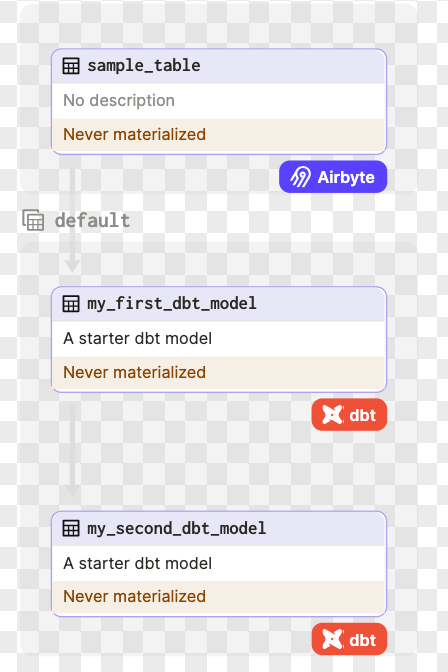 sample_table
No description
Never materialized
Airbyte
default
my_first_dbt_model
A starter dbt model
Never materialized
dbt
my_second_dbt_model
A starter dbt model
Never materialized
dbt